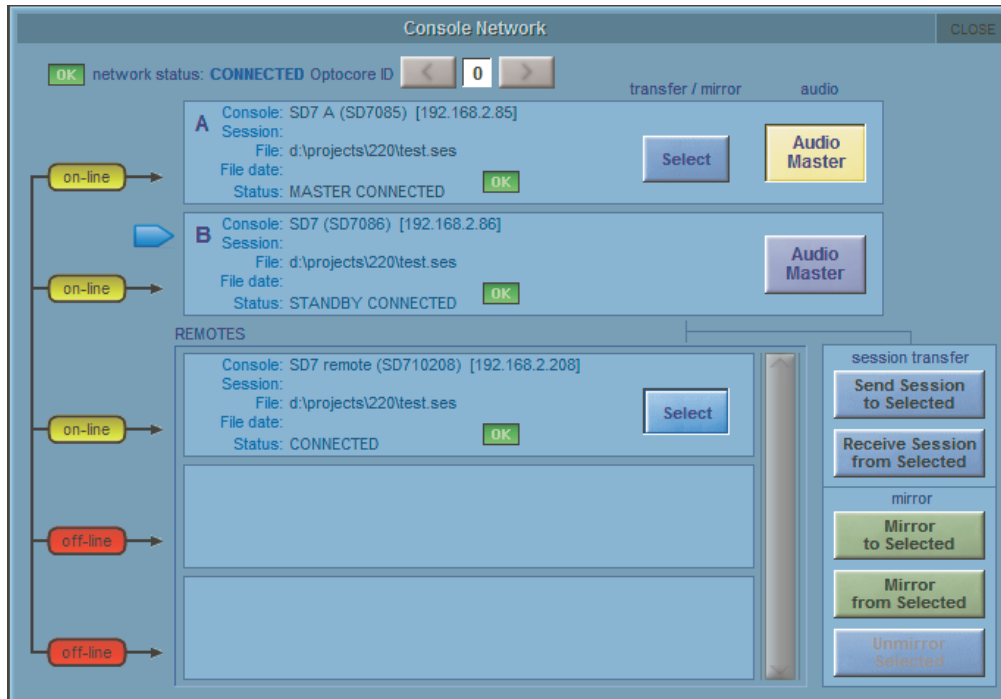 Console Network
CLOSE
OK network status: CONNECTED Optocore ID < 0 >
transfer / mirror
audio
A
Console: SD7 A (SD7085) [192.168.2.85]
Session:
File: d:\projects\220\test.ses
File date:
Status: MASTER CONNECTED
OK
Select
Audio
Master
on-line
B
Console: SD7 (SD7086) [192.168.2.86]
Session:
File: d:\projects\220\test.ses
File date:
Status: STANDBY CONNECTED
OK
Audio
Master
on-line
REMOTES
Console: SD7 remote (SD710208) [192.168.2.208]
Session:
File: d:\projects\220\test.ses
File date:
Status: CONNECTED
OK
Select
on-line
off-line
off-line
session transfer
Send Session
to Selected
Receive Session
from Selected
mirror
Mirror
to Selected
Mirror
from Selected
Unmirror
Selected